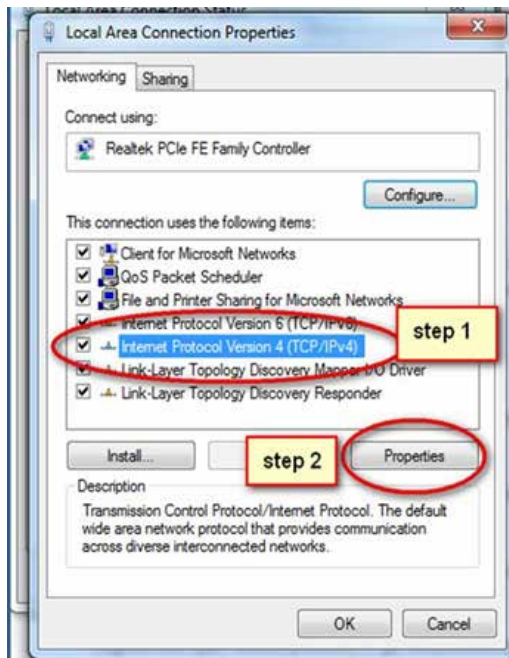 Local Area Connection Status
Local Area Connection Properties
Networking
Sharing
Connect using:
Realtek PCIe FE Family Controller
Configure...
This connection uses the following items:
Client for Microsoft Networks
QoS Packet Scheduler
File and Printer Sharing for Microsoft Networks
Internet Protocol Version 6 (TCP/IPv6)
step 1
Internet Protocol Version 4 (TCP/IPv4)
Link-Layer Topology Discovery Mapper I/O Driver
Link-Layer Topology Discovery Responder
Install...
step 2
Properties
Description
Transmission Control Protocol/Internet Protocol. The default
wide area network protocol that provides communication
across diverse interconnected networks.
OK
Cancel